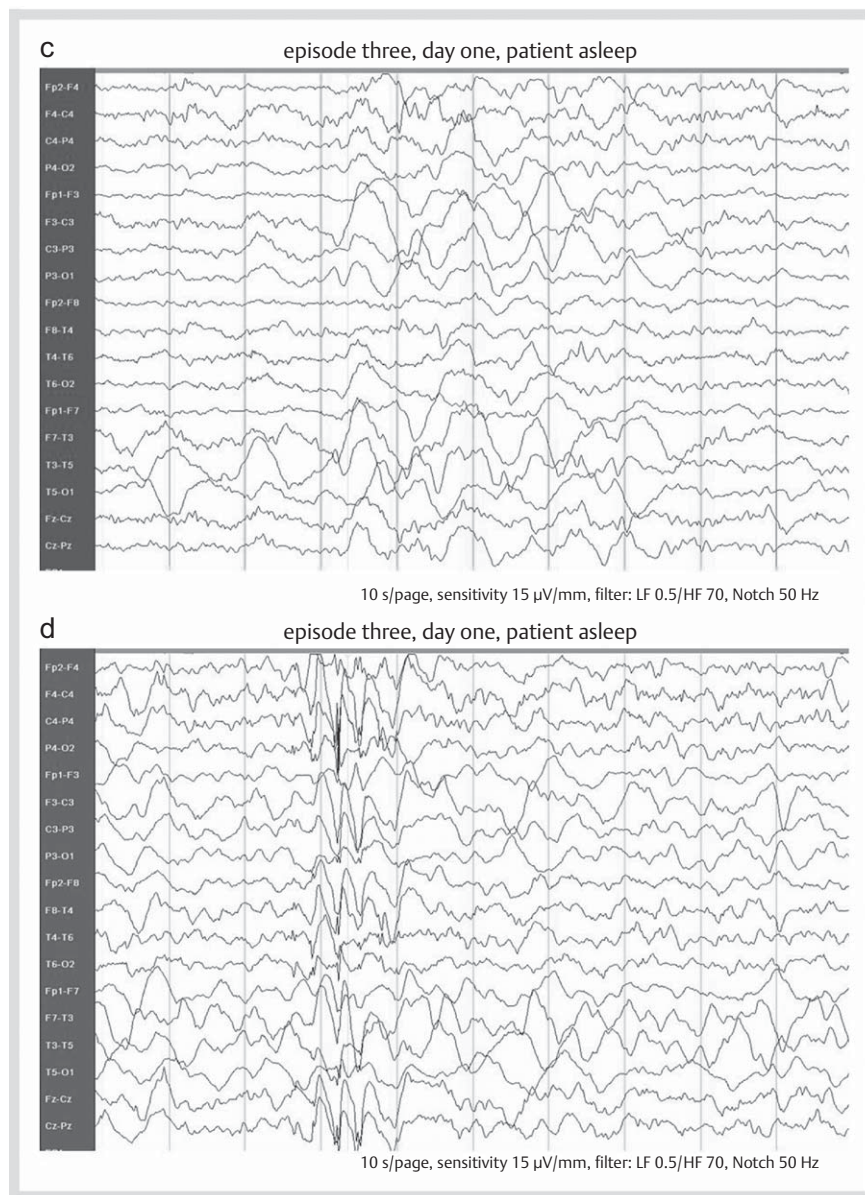 c
episode three, day one, patient asleep
Fp2-F4
F4-C4
C4-P4
P4-O2
Fp1-F3
F3-C3
C3-P3
P3-O1
Fp2-F8
F8-T4
T4-T6
T6-O2
Fp1-F7
F7-T3
T3-T5
T5-O1
Fz-Cz
Cz-Pz
10 s/page, sensitivity 15 µV/mm, filter: LF 0.5/HF 70, Notch 50 Hz
d
episode three, day one, patient asleep
Fp2-F4
F4-C4
C4-P4
P4-O2
Fp1-F3
F3-C3
C3-P3
P3-O1
Fp2-F8
F8-T4
T4-T6
T6-O2
Fp1-F7
F7-T3
T3-T5
T5-O1
Fz-Cz
Cz-Pz
10 s/page, sensitivity 15 µV/mm, filter: LF 0.5/HF 70, Notch 50 Hz